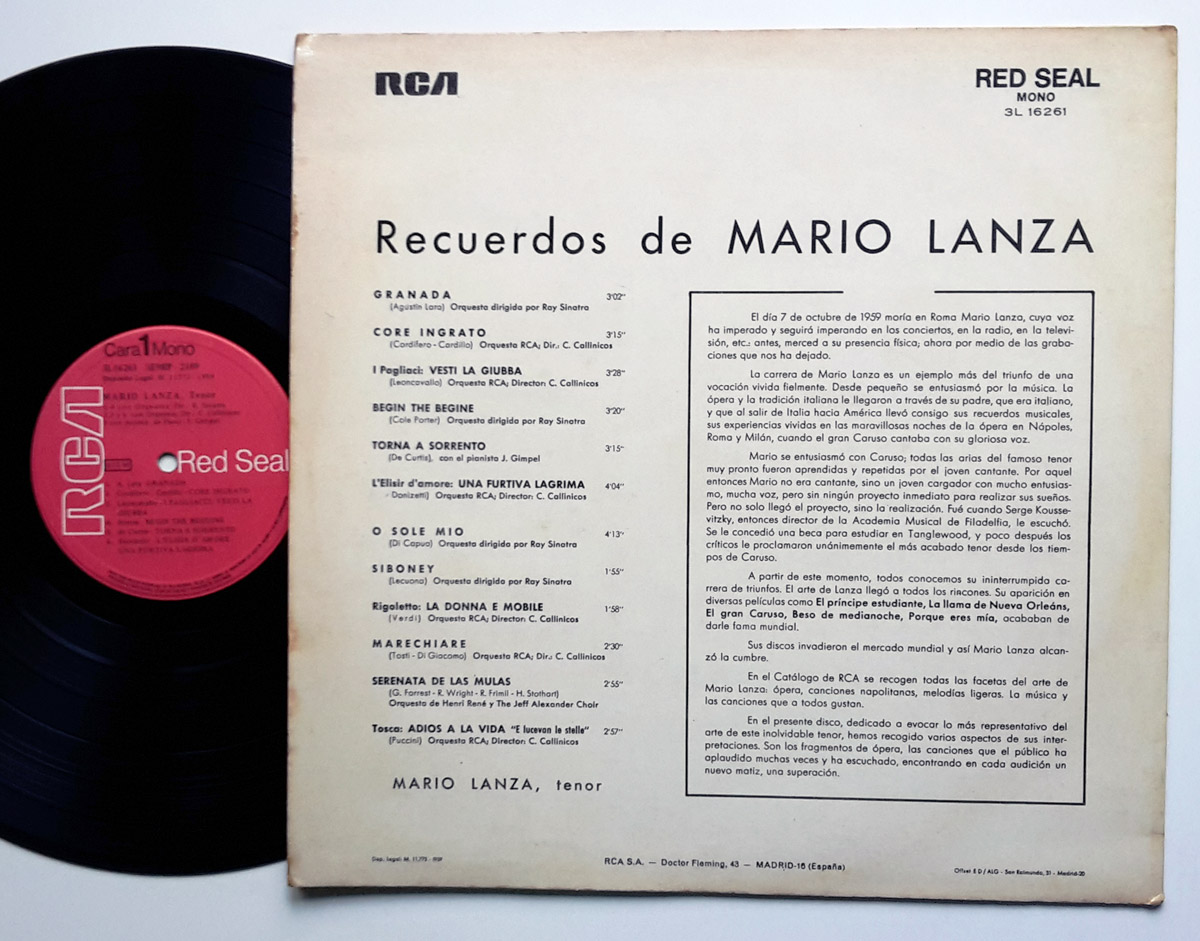 RCA
RED SEAL
MONO
3L 16261
Recuerdos de MARIO LANZA
GRANADA 3'02"
(Agustín Lara) Orquesta dirigida por Ray Sinatra
CORE INGRATO 3'15"
(Cordifero - Cardillo) Orquesta RCA; Dir.: C. Callinicos
I Pagliaci: VESTI LA GIUBBA 3'28"
(Leoncavallo) Orquesta RCA; Director: C. Callinicos
BEGIN THE BEGINE 3'20"
(Cole Porter) Orquesta dirigida por Ray Sinatra
TORNA A SORRENTO 3'15"
(De Curtis), con el pianista J. Gimpel
L'Elisir d'amore: UNA FURTIVA LAGRIMA 4'04"
Donizetti) Orquesta RCA; Director: C. Callinicos
O SOLE MIO 4'13"
(Di Capua) Orquesta dirigida por Ray Sinatra
SIBONEY 1'55"
(Lecuona) Orquesta dirigida por Ray Sinatra
Rigoletto: LA DONNA E MOBILE 1'58"
(Verdi) Orquesta RCA; Director: C. Callinicos
MARECHIARE 2'30"
(Tosti - Di Giacomo) Orquesta RCA; Dir.: C. Callinicos
SERENATA DE LAS MULAS 2'55"
(G. Forrest - R. Wright - R. Friml - H. Stothart)
Orquesta de Henri René y The Jeff Alexander Choir
Tosca: ADIOS A LA VIDA "E lucevan le stelle" 2'57"
(Puccini) Orquesta RCA; Director: C. Callinicos
MARIO LANZA, tenor
El día 7 de octubre de 1959 moría en Roma Mario Lanza, cuya voz
ha imperado y seguirá imperando en los conciertos, en la radio, en la televi-
sión, etc.: antes, merced a su presencia física; ahora por medio de las graba-
ciones que nos ha dejado.
La carrera de Mario Lanza es un ejemplo más del triunfo de una
vocación vivida fielmente. Desde pequeño se entusiasmó por la música. La
ópera y la tradición italiana le llegaron a través de su padre, que era italiano,
y que al salir de Italia hacia América llevó consigo sus recuerdos musicales,
sus experiencias vividas en las maravillosas noches de la ópera en Nápoles,
Roma y Milán, cuando el gran Caruso cantaba con su gloriosa voz.
Mario se entusiasmó con Caruso; todas las arias del famoso tenor
muy pronto fueron aprendidas y repetidas por el joven cantante. Por aquel
entonces Mario no era cantante, sino un joven cargador con mucho entusias-
mo, mucha voz, pero sin ningún proyecto inmediato para realizar sus sueños.
Pero no solo llegó el proyecto, sino la realización. Fué cuando Serge Kousse-
vitzky, entonces director de la Academia Musical de Filadelfia, le escuchó.
Se le concedió una beca para estudiar en Tanglewood, y poco después los
críticos le proclamaron unánimemente el más acabado tenor desde los tiem-
pos de Caruso.
A partir de este momento, todos conocemos su ininterrumpida ca-
rrera de triunfos. El arte de Lanza llegó a todos los rincones. Su aparición en
diversas películas como El príncipe estudiante, La llama de Nueva Orleáns,
El gran Caruso, Beso de medianoche, Porque eres mía, acababan de
darle fama mundial.
Sus discos invadieron el mercado mundial y así Mario Lanza alcan-
zó la cumbre.
En el Catálogo de RCA se recogen todas las facetas del arte de
Mario Lanza: ópera, canciones napolitanas, melodías ligeras. La música y
las canciones que a todos gustan.
En el presente disco, dedicado a evocar lo más representativo del
arte de este inolvidable tenor, hemos recogido varios aspectos de sus inter-
pretaciones. Son los fragmentos de ópera, las canciones que el público ha
aplaudido muchas veces y ha escuchado, encontrando en cada audición un
nuevo matiz, una superación.
Dep. Legal: M. 11.773 - 1959
RCA S.A. — Doctor Fleming, 43 — MADRID-16 (España)
Offset E D / ALG - San Raimundo, 31 - Madrid-20
Cara 1 Mono
3L 16261
MARIO LANZA, Tenor
RCA
Red Seal